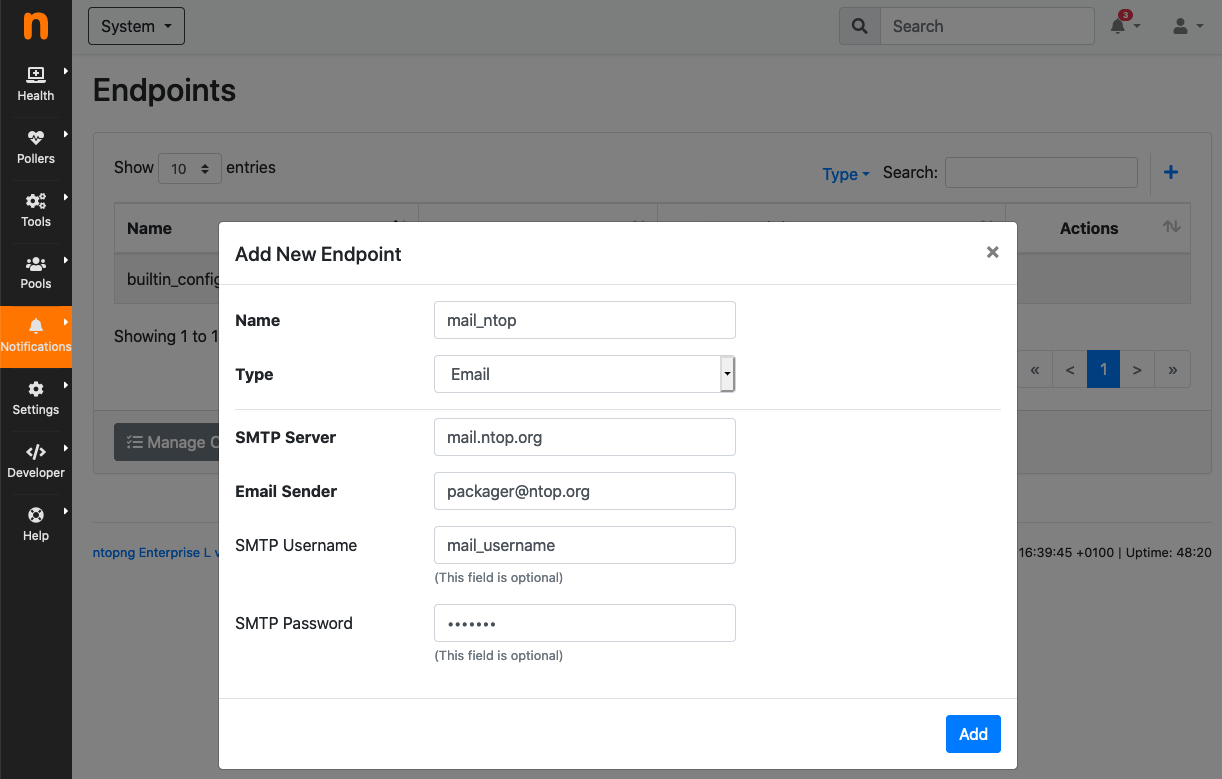 n
System
Search
3
Health
Pollers
Tools
Pools
Notifications
Settings
Developer
Help
Endpoints
Show 10 entries
Type
Search:
+
Name
Actions
builtin_config
Showing 1 to 1
« < 1 > »
Manage
ntopng Enterprise L
16:39:45 +0100 | Uptime: 48:20
Add New Endpoint
×
Name
mail_ntop
Type
Email
SMTP Server
mail.ntop.org
Email Sender
packager@ntop.org
SMTP Username
mail_username
(This field is optional)
SMTP Password
•••••••
(This field is optional)
Add